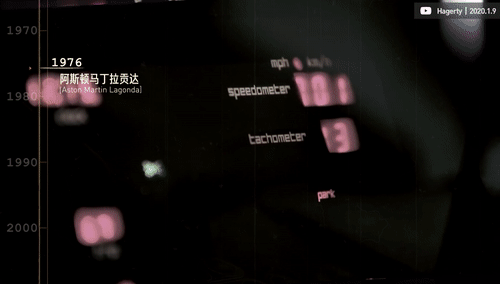 Hagerty | 2020.1.9
1970
1976
阿斯顿马丁拉贡达
[Aston Martin Lagonda]
1980
1990
2000
mph km/h
speedometer 101
tachometer 3
park